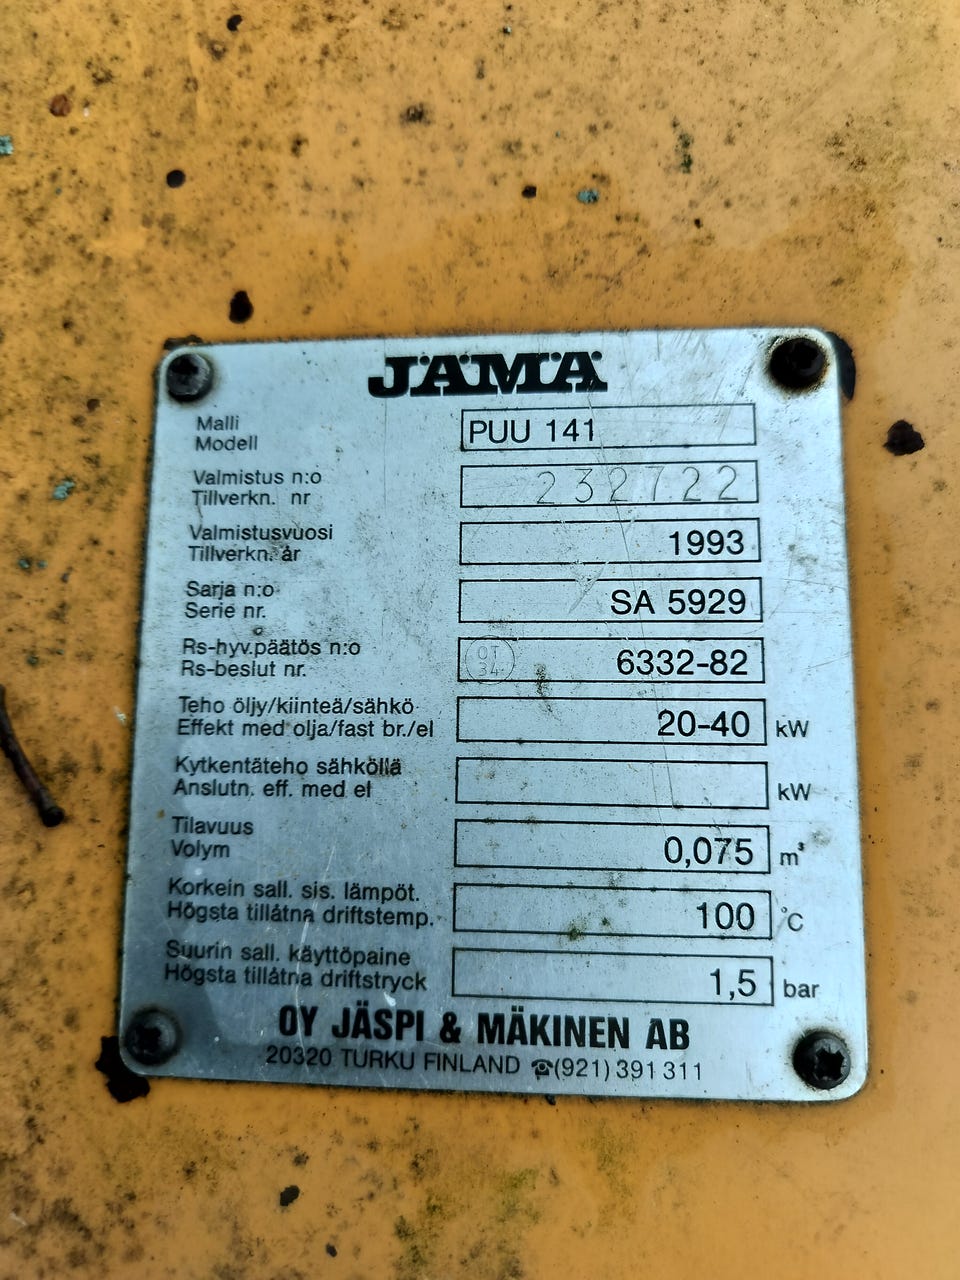 JÄMÄ
Malli
Modell
PUU 141
Valmistus n:o
Tillverkn. nr
232722
Valmistusvuosi
Tillverkn. år
1993
Sarja n:o
Serie nr.
SA 5929
Rs-hyv.päätös n:o
Rs-beslut nr.
OT
34
6332-82
Teho öljy/kiinteä/sähkö
Effekt med olja/fast br./el
20-40 kW
Kytkentäteho sähköllä
Anslutn. eff. med el
kW
Tilavuus
Volym
0,075 m³
Korkein sall. sis. lämpöt.
Högsta tillåtna driftstemp.
100 °C
Suurin sall. käyttöpaine
Högsta tillåtna driftstryck
1,5 bar
OY JÄSPI & MÄKINEN AB
20320 TURKU FINLAND ☎(921) 391 311